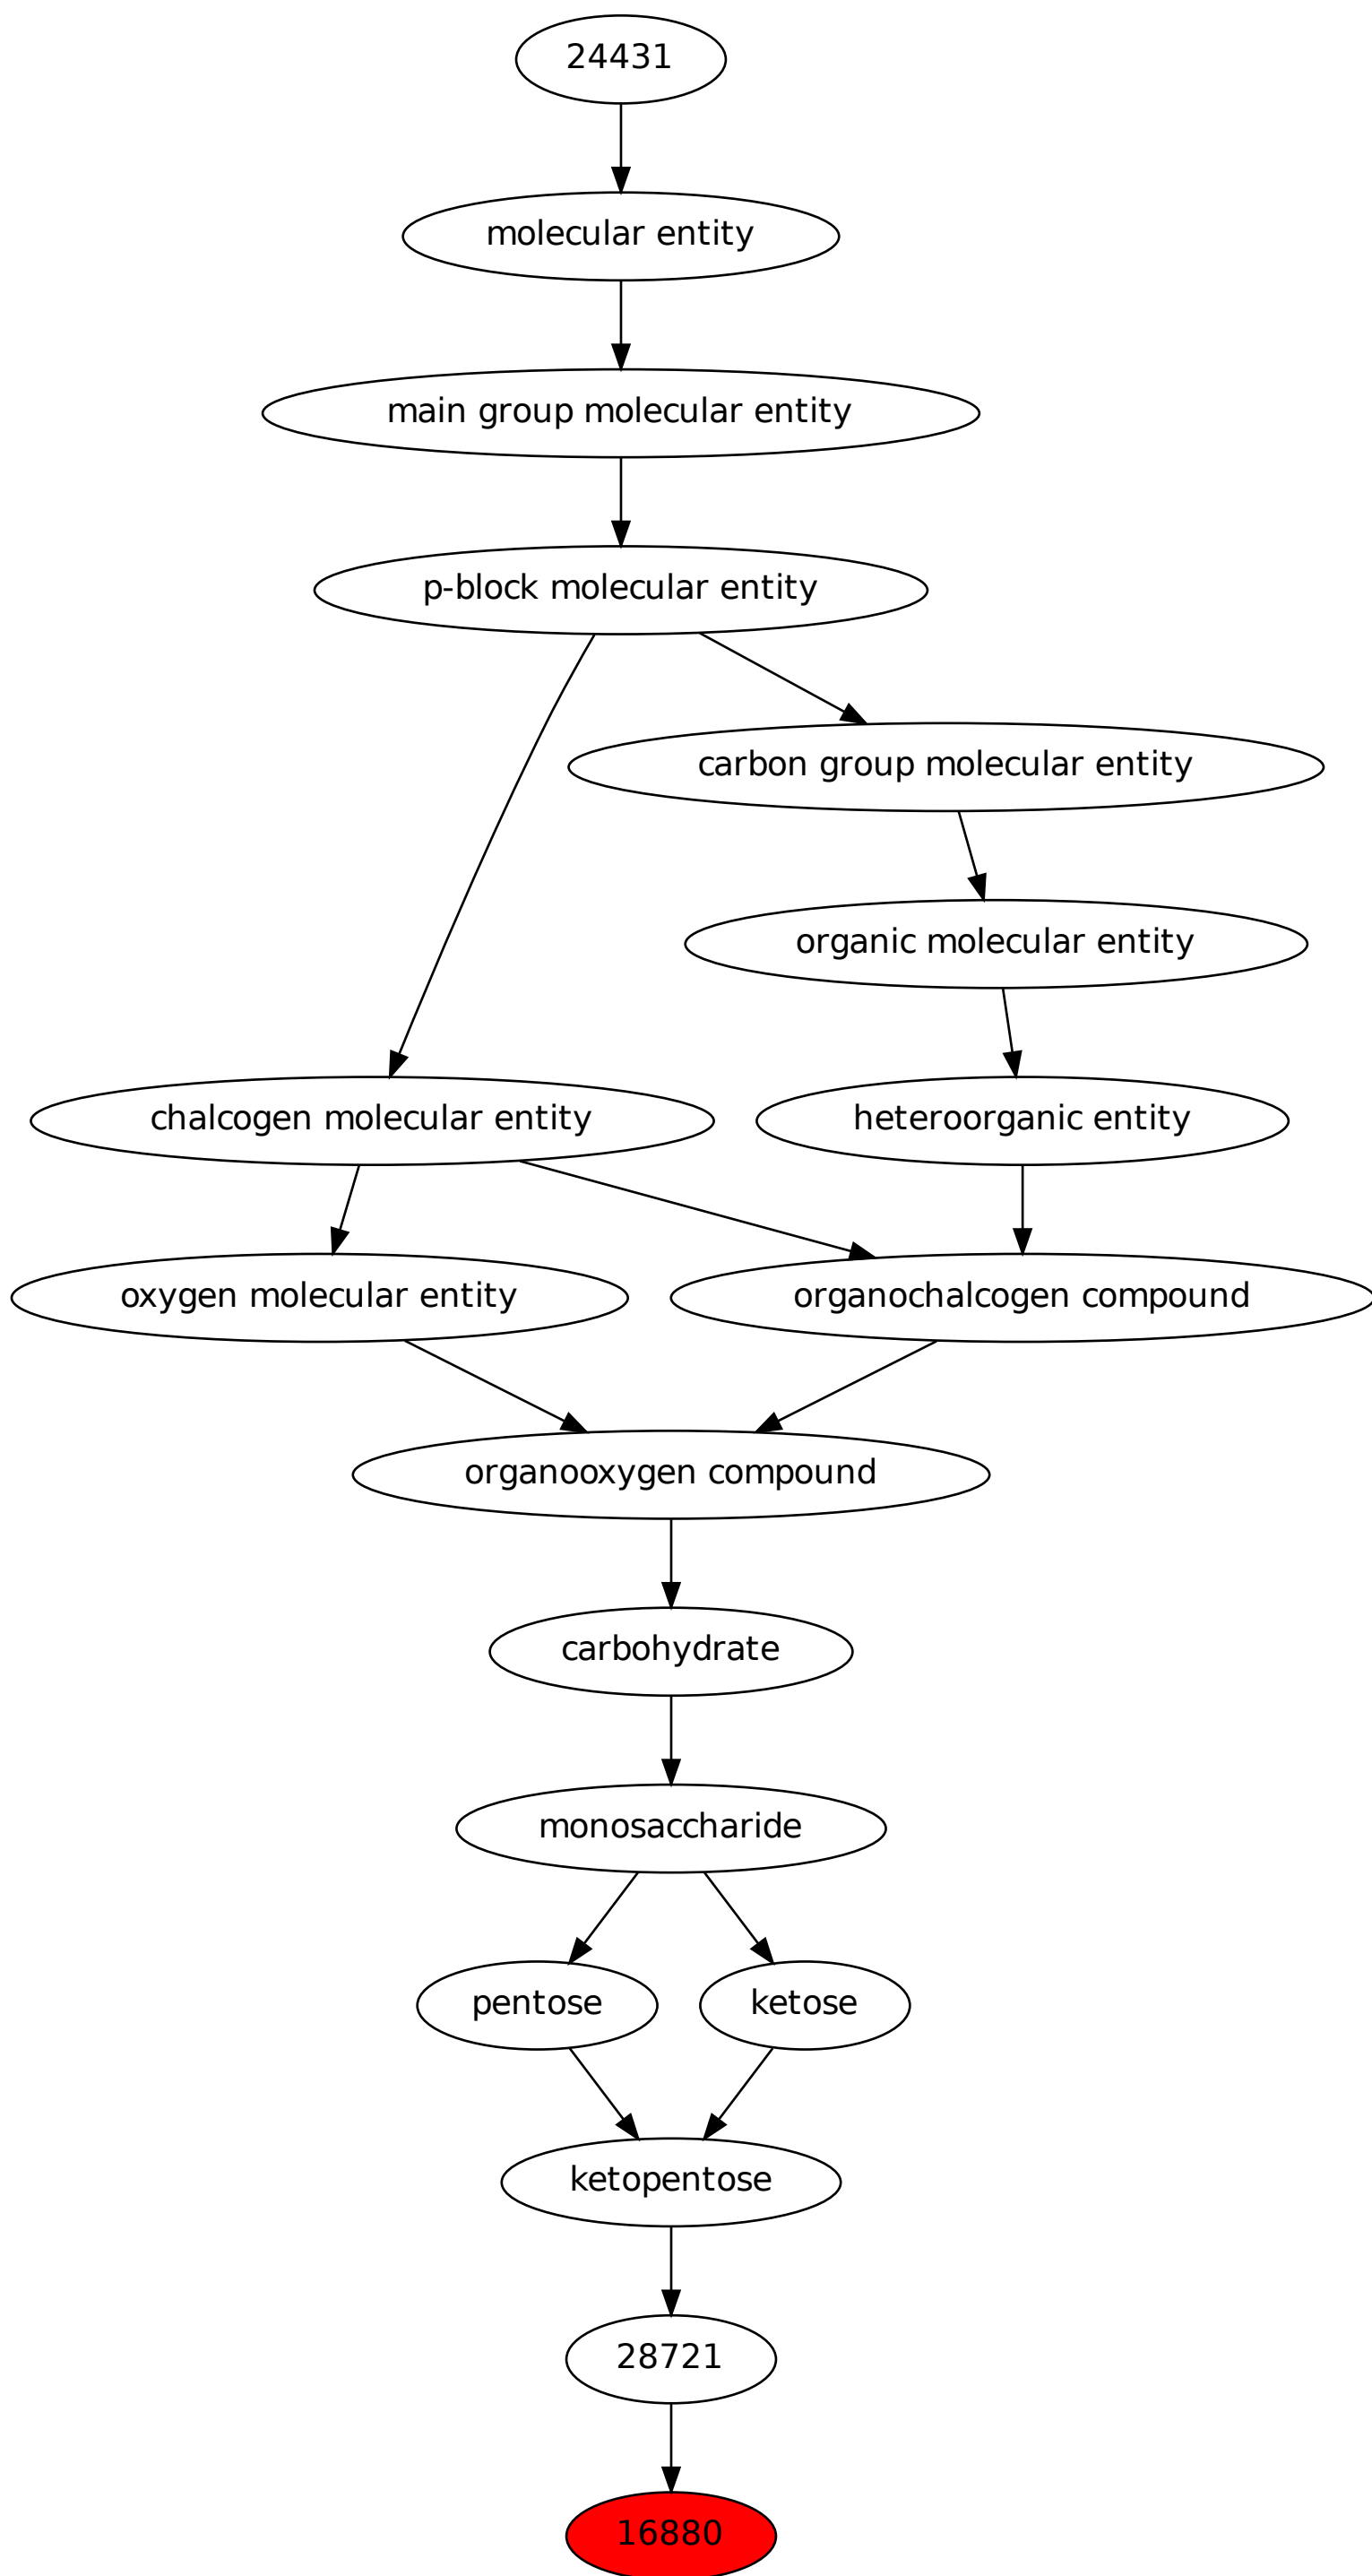 24431
molecular entity
main group molecular entity
p-block molecular entity
carbon group molecular entity
organic molecular entity
chalcogen molecular entity
heteroorganic entity
oxygen molecular entity
organochalcogen compound
organooxygen compound
carbohydrate
monosaccharide
pentose
ketose
ketopentose
28721
16880